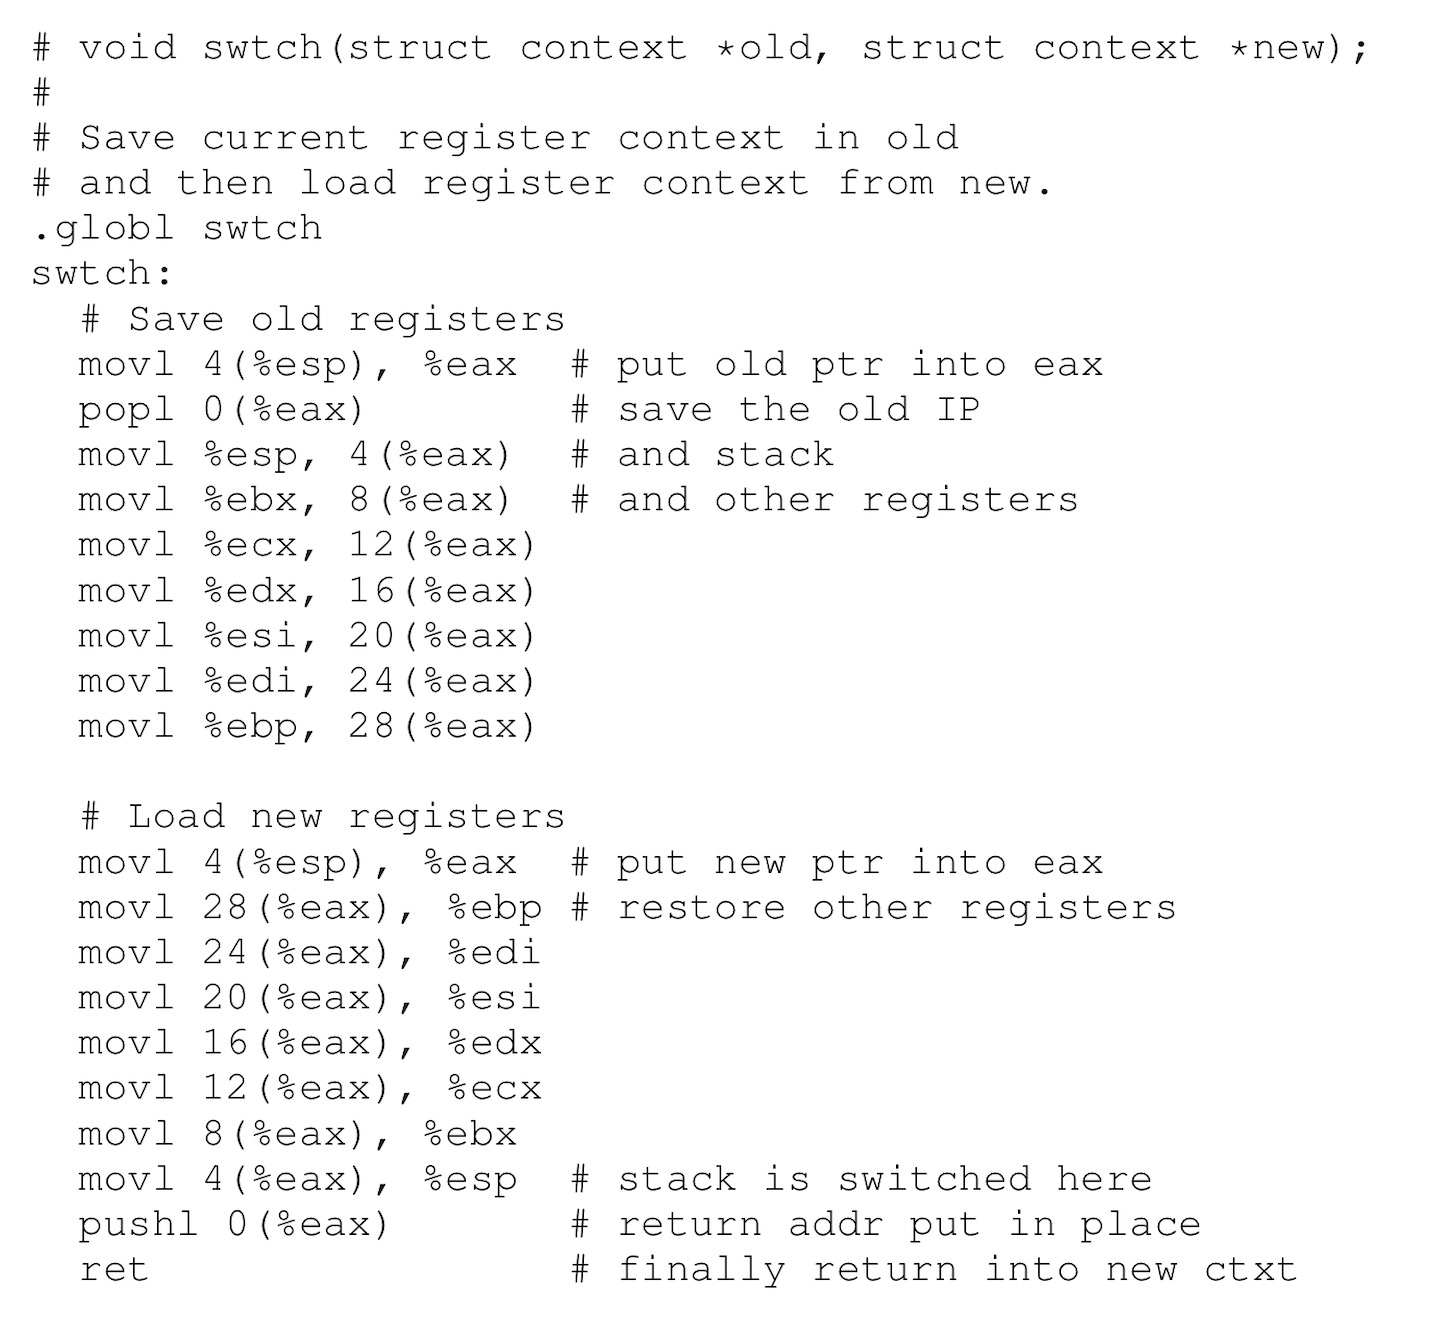 # void swtch(struct context *old, struct context *new);
#
# Save current register context in old
# and then load register context from new.
.globl swtch
swtch:
  # Save old registers
  movl 4(%esp), %eax  # put old ptr into eax
  popl 0(%eax)        # save the old IP
  movl %esp, 4(%eax)  # and stack
  movl %ebx, 8(%eax)  # and other registers
  movl %ecx, 12(%eax)
  movl %edx, 16(%eax)
  movl %esi, 20(%eax)
  movl %edi, 24(%eax)
  movl %ebp, 28(%eax)

  # Load new registers
  movl 4(%esp), %eax  # put new ptr into eax
  movl 28(%eax), %ebp # restore other registers
  movl 24(%eax), %edi
  movl 20(%eax), %esi
  movl 16(%eax), %edx
  movl 12(%eax), %ecx
  movl 8(%eax), %ebx
  movl 4(%eax), %esp  # stack is switched here
  pushl 0(%eax)       # return addr put in place
  ret                 # finally return into new ctxt